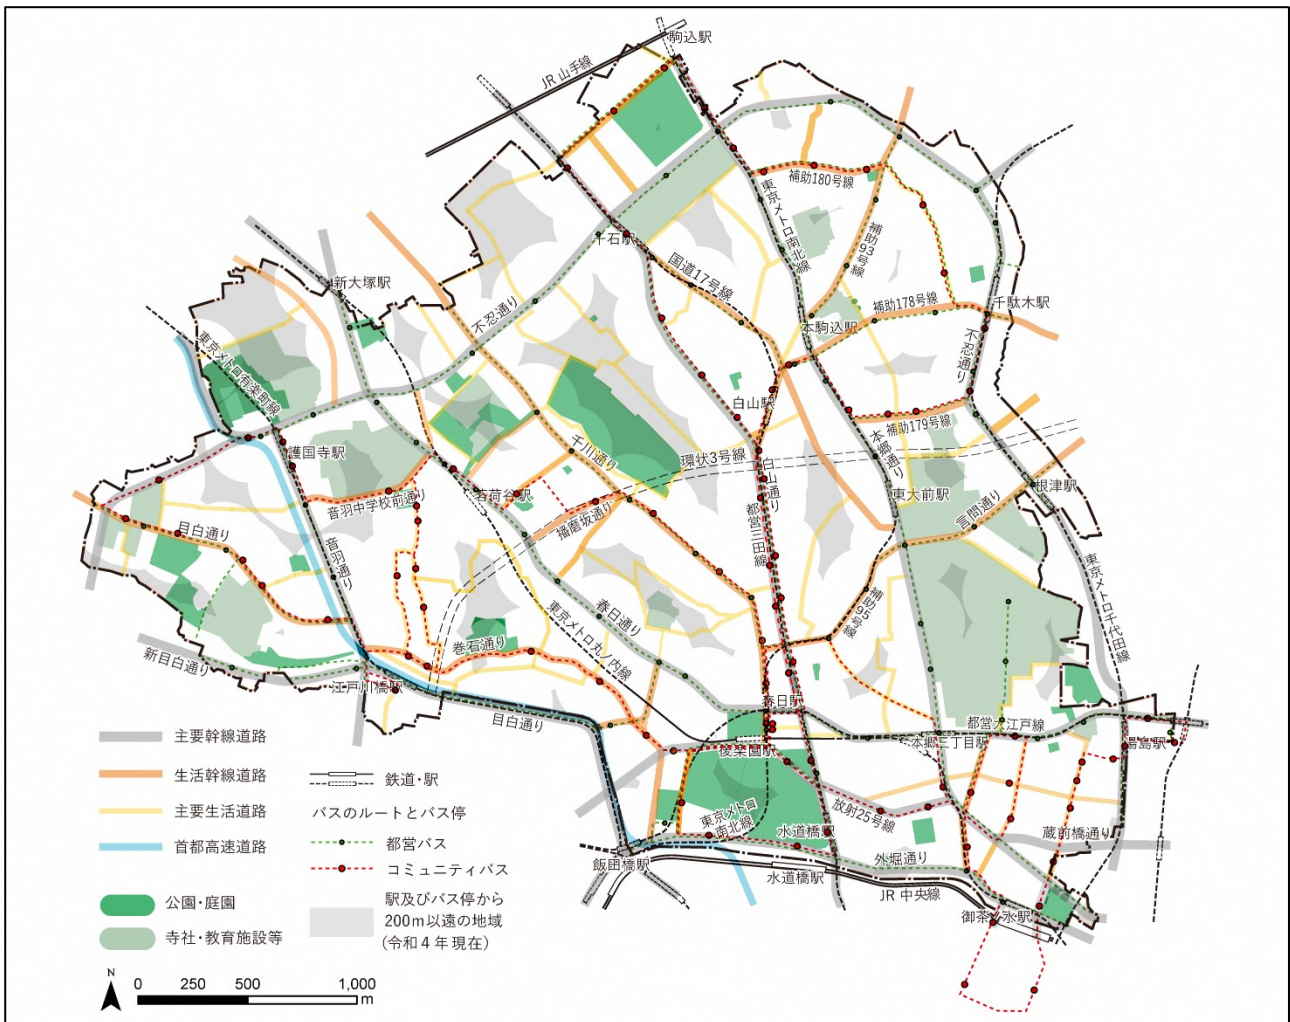 駒込駅
JR 山手線
補助180号線
東京メトロ南北線
補助93号線
千石駅
国道17号線
新大塚駅
不忍通り
補助178号線
千駄木駅
本駒込駅
不忍通り
東京メトロ有楽町線
白山駅
補助179号線
護国寺駅
千川通り
環状3号線
本郷通り
白山通り
都営三田線
茗荷谷駅
東大前駅
根津駅
言問通り
音羽中学校前通り
播磨坂通り
目白通り
音羽通り
東京メトロ千代田線
補助95号線
春日通り
東京メトロ丸ノ内線
巻石通り
新目白通り
江戸川橋駅
目白通り
春日駅
都営大江戸線
本郷三丁目駅
湯島駅
後楽園駅
東京メトロ
南北線
放射25号線
水道橋駅
蔵前橋通り
外堀通り
飯田橋駅
水道橋駅
JR 中央線
御茶ノ水駅
主要幹線道路
生活幹線道路
主要生活道路
首都高速道路
公園・庭園
寺社・教育施設等
鉄道・駅
バスのルートとバス停
都営バス
コミュニティバス
駅及びバス停から
200m以遠の地域
(令和４年現在)
N
0 250 500 1,000
m